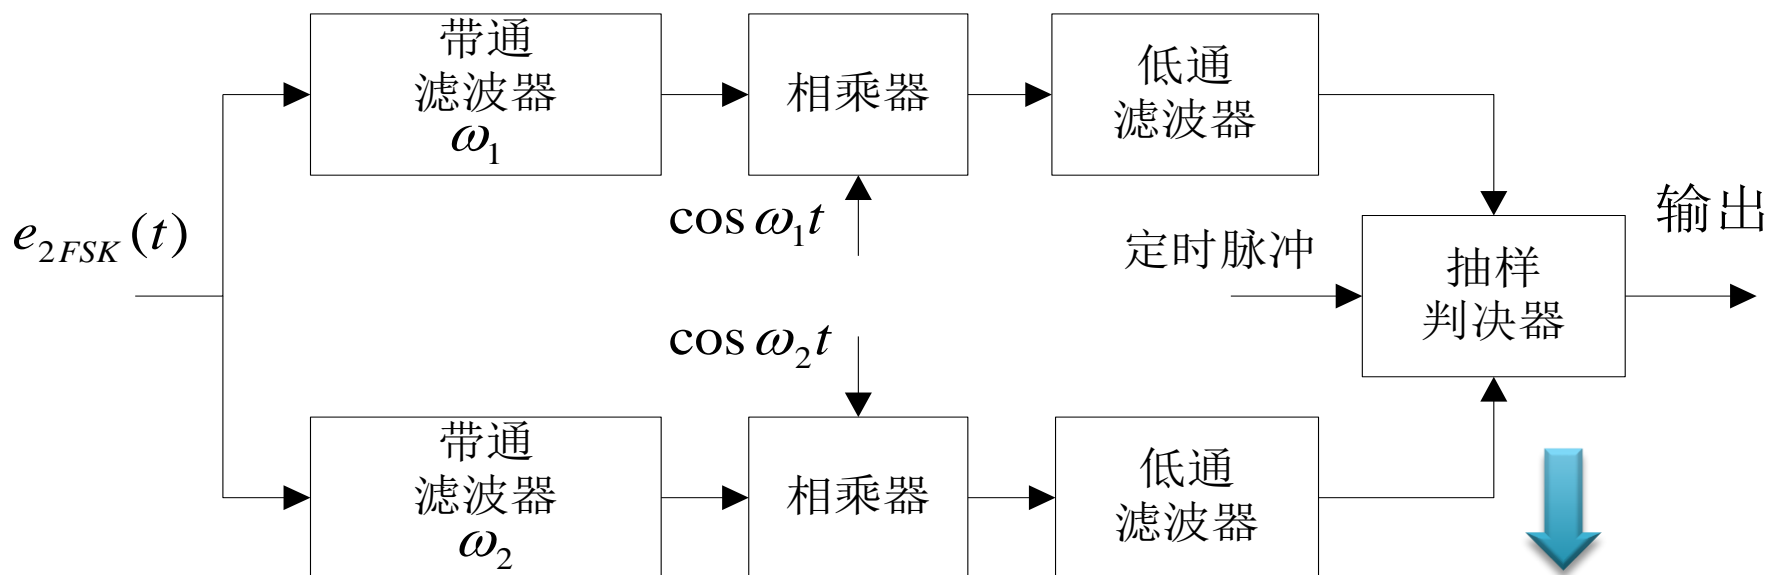 带通
滤波器
ω₁
相乘器
低通
滤波器
cos ω₁t
e₂FSK(t)
定时脉冲
抽样
判决器
输出
cos ω₂t
带通
滤波器
ω₂
相乘器
低通
滤波器